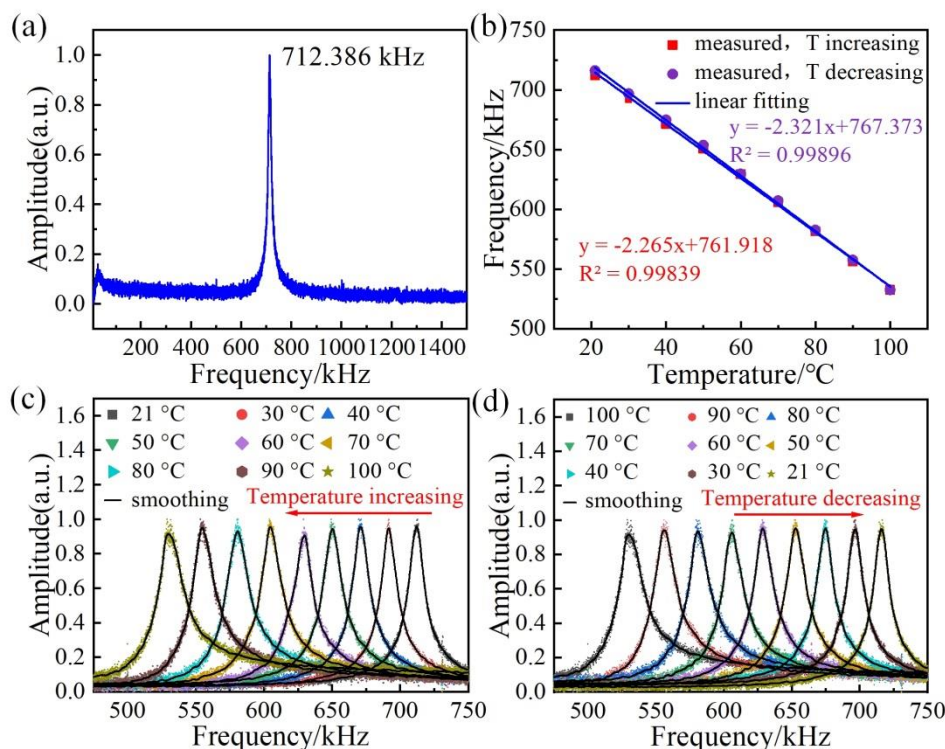 (a)
712.386 kHz
Amplitude(a.u.)
1.0
0.8
0.6
0.4
0.2
0.0
200 400 600 800 1000 1200 1400
Frequency/kHz
(b)
measured, T increasing
measured, T decreasing
linear fitting
y = -2.321x+767.373
R² = 0.99896
y = -2.265x+761.918
R² = 0.99839
Frequency/kHz
750
700
650
600
550
500
20 40 60 80 100
Temperature/℃
(c)
21 °C 30 °C 40 °C
50 °C 60 °C 70 °C
80 °C 90 °C 100 °C
smoothing Temperature increasing
Amplitude(a.u.)
1.6
1.4
1.2
1.0
0.8
0.6
0.4
0.2
0.0
500 550 600 650 700 750
Frequency/kHz
(d)
100 °C 90 °C 80 °C
70 °C 60 °C 50 °C
40 °C 30 °C 21 °C
smoothing Temperature decreasing
Amplitude(a.u.)
1.6
1.4
1.2
1.0
0.8
0.6
0.4
0.2
0.0
500 550 600 650 700 750
Frequency/kHz